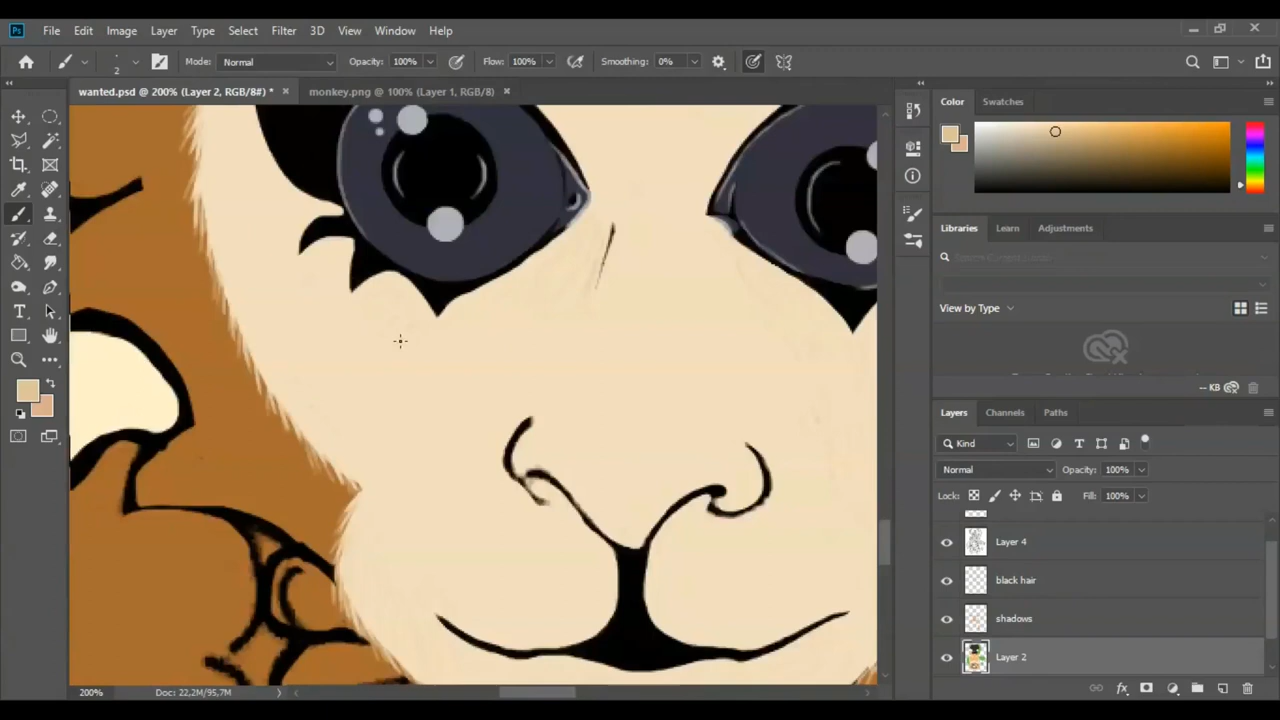 Ps File Edit Image Layer Type Select Filter 3D View Window Help
2 Mode: Normal Opacity: 100% Flow: 100% Smoothing: 0%
wanted.psd @ 200% (Layer 2, RGB/8#) * monkey.png @ 100% (Layer 1, RGB/8)
Color Swatches
Libraries Learn Adjustments
View by Type
-- KB
Layers Channels Paths
Kind
Normal Opacity: 100%
Lock: Fill: 100%
Layer 4
black hair
shadows
Layer 2
200% Doc: 22,2M/95,7M